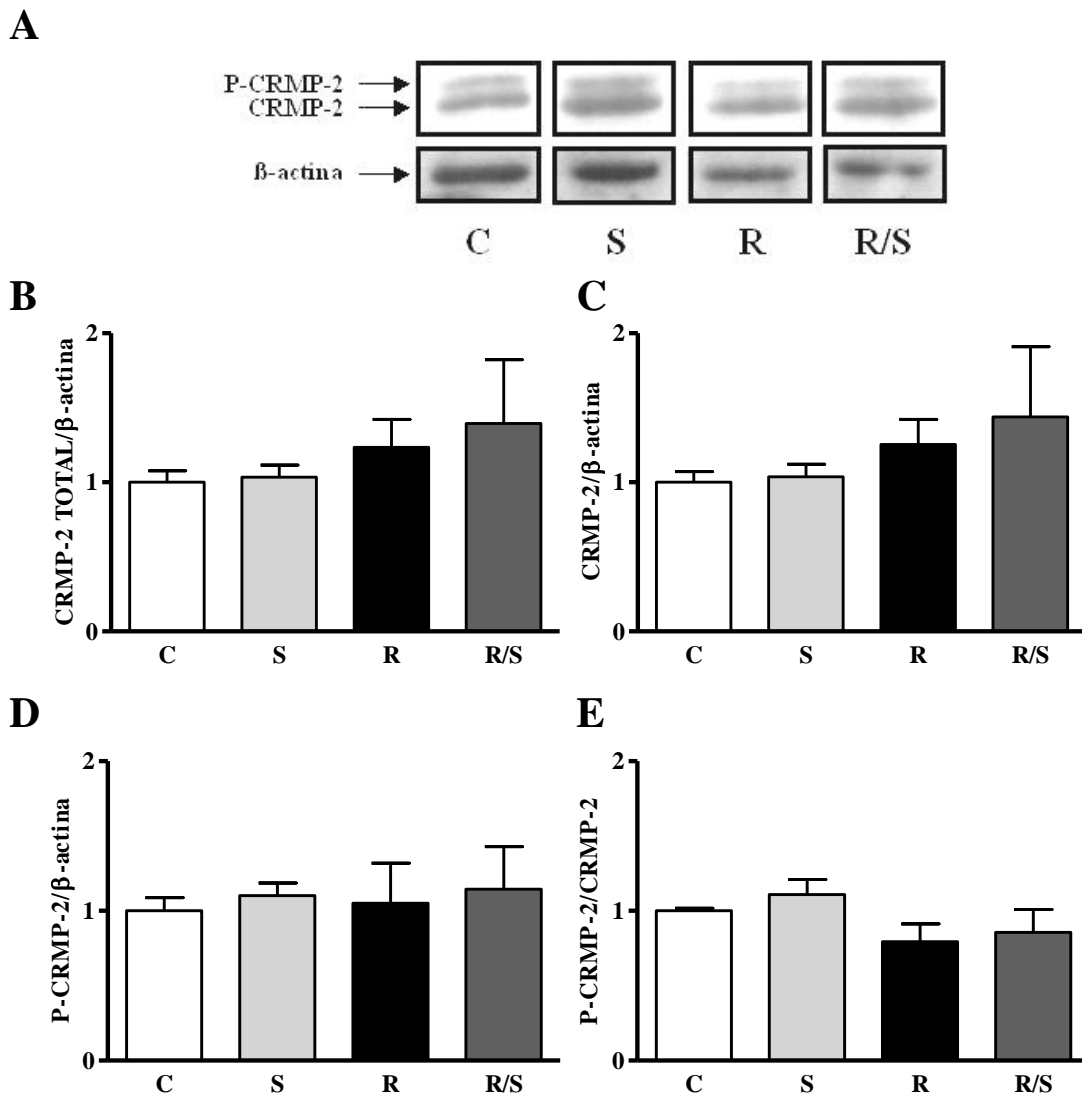 A
P-CRMP-2
CRMP-2
ß-actina
C S R R/S
B
CRMP-2 TOTAL/β-actina
2
1
0
C S R R/S
C
CRMP-2/β-actina
2
1
0
C S R R/S
D
P-CRMP-2/β-actina
2
1
0
C S R R/S
E
P-CRMP-2/CRMP-2
2
1
0
C S R R/S